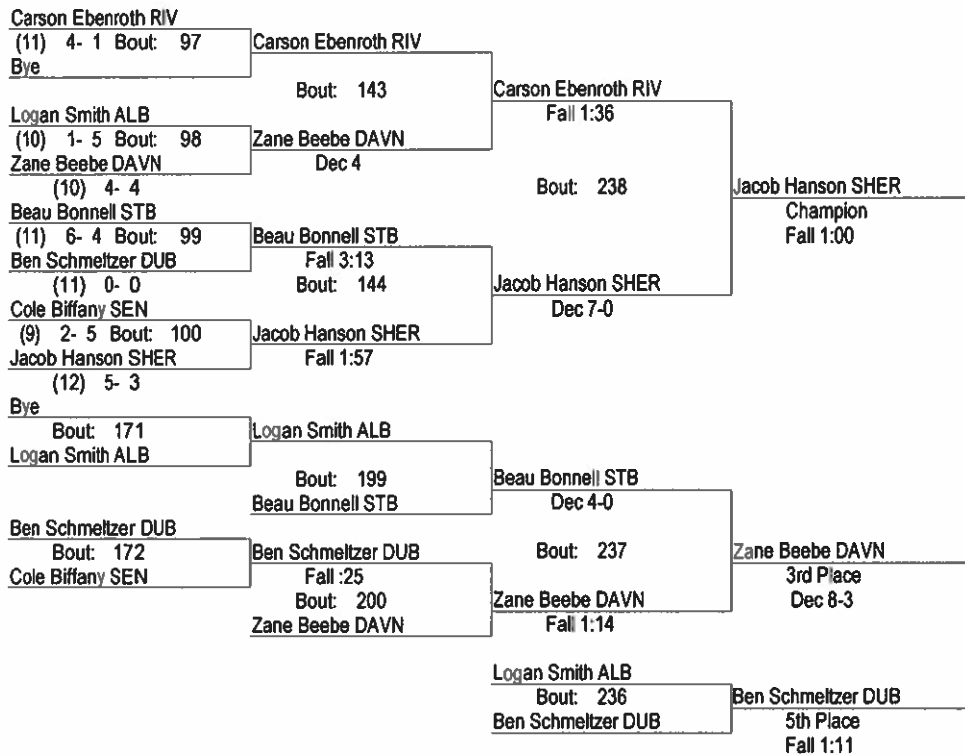 Carson Ebenroth RIV
(11) 4- 1 Bout: 97
Bye
Carson Ebenroth RIV
Bout: 143
Logan Smith ALB
(10) 1- 5 Bout: 98
Zane Beebe DAVN
(10) 4- 4
Zane Beebe DAVN
Dec 4
Carson Ebenroth RIV
Fall 1:36
Bout: 238
Beau Bonnell STB
(11) 6- 4 Bout: 99
Ben Schmeltzer DUB
(11) 0- 0
Beau Bonnell STB
Fall 3:13
Bout: 144
Cole Biffany SEN
(9) 2- 5 Bout: 100
Jacob Hanson SHER
(12) 5- 3
Jacob Hanson SHER
Fall 1:57
Jacob Hanson SHER
Dec 7-0
Jacob Hanson SHER
Champion
Fall 1:00
Bye
Bout: 171
Logan Smith ALB
Logan Smith ALB
Bout: 199
Beau Bonnell STB
Beau Bonnell STB
Dec 4-0
Bout: 237
Ben Schmeltzer DUB
Bout: 172
Cole Biffany SEN
Ben Schmeltzer DUB
Fall :25
Bout: 200
Zane Beebe DAVN
Zane Beebe DAVN
Fall 1:14
Zane Beebe DAVN
3rd Place
Dec 8-3
Logan Smith ALB
Bout: 236
Ben Schmeltzer DUB
Ben Schmeltzer DUB
5th Place
Fall 1:11